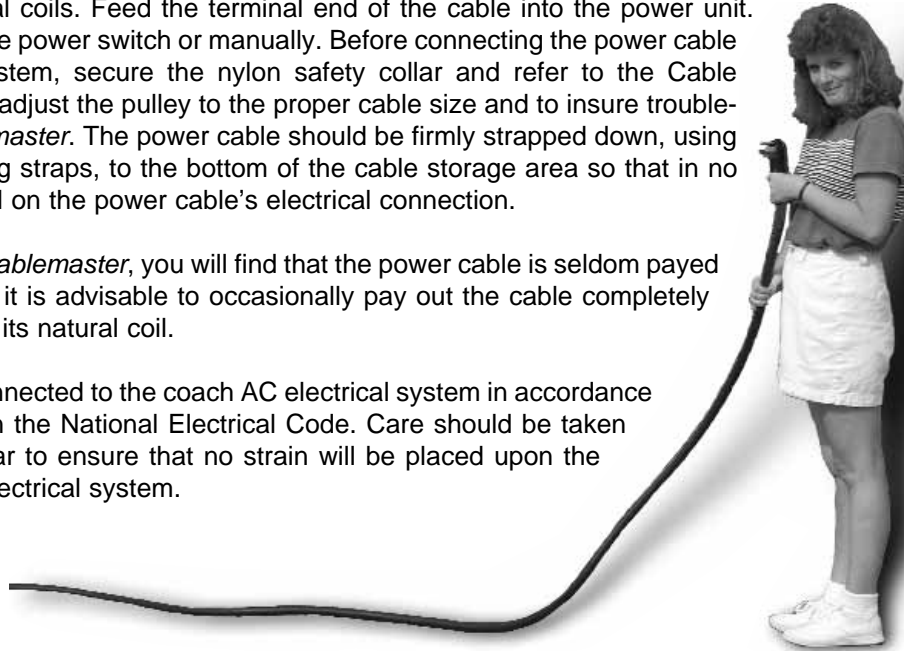 al coils. Feed the terminal end of the cable into the power unit.
e power switch or manually. Before connecting the power cable
stem, secure the nylon safety collar and refer to the Cable
adjust the pulley to the proper cable size and to insure trouble-
master. The power cable should be firmly strapped down, using
g straps, to the bottom of the cable storage area so that in no
on the power cable's electrical connection.
ablemaster, you will find that the power cable is seldom payed
it is advisable to occasionally pay out the cable completely
its natural coil.
nnected to the coach AC electrical system in accordance
the National Electrical Code. Care should be taken
ar to ensure that no strain will be placed upon the
ectrical system.